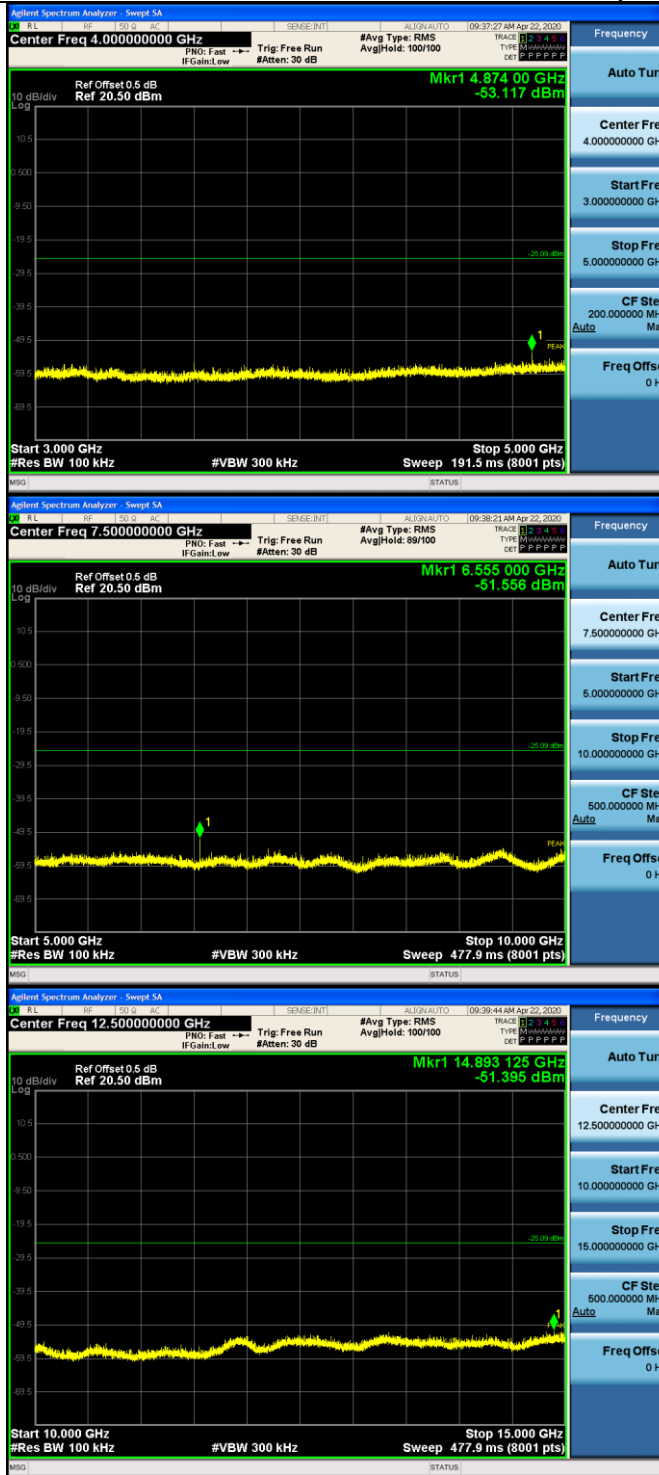 Agilent Spectrum Analyzer - Swept SA
RL RF 50 Ω AC SENSE:INT ALIGN AUTO 09:37:27 AM Apr 22, 2020
Center Freq 4.000000000 GHz #Avg Type: RMS TRACE 1 2 3 4 5 6 Frequency
PNO: Fast Trig: Free Run Avg|Hold: 100/100 TYPE M
IFGain:Low #Atten: 30 dB DET P P P P P P
Auto Tun
Mkr1 4.874 00 GHz
Ref Offset 0.5 dB
10 dB/div Ref 20.50 dBm -53.117 dBm
Log
Center Fre
4.000000000 GH
10.5
0.500
Start Fre
3.000000000 GH
-9.50
-19.5
Stop Fre
5.000000000 GH
-25.09 dBm
-29.5
CF Ste
200.000000 MH
Auto Ma
-39.5
-49.5
1
PEAK
Freq Offse
0 H
-59.5
-69.5
Start 3.000 GHz Stop 5.000 GHz
#Res BW 100 kHz #VBW 300 kHz Sweep 191.5 ms (8001 pts)
MSG STATUS
Agilent Spectrum Analyzer - Swept SA
RL RF 50 Ω AC SENSE:INT ALIGN AUTO 09:38:21 AM Apr 22, 2020
Center Freq 7.500000000 GHz #Avg Type: RMS TRACE 1 2 3 4 5 6 Frequency
PNO: Fast Trig: Free Run Avg|Hold: 89/100 TYPE M
IFGain:Low #Atten: 30 dB DET P P P P P P
Auto Tun
Mkr1 6.555 000 GHz
Ref Offset 0.5 dB
10 dB/div Ref 20.50 dBm -51.556 dBm
Log
Center Fre
7.500000000 GH
10.5
0.500
Start Fre
5.000000000 GH
-9.50
-19.5
Stop Fre
10.000000000 GH
-25.09 dBm
-29.5
CF Ste
500.000000 MH
Auto Ma
-39.5
-49.5
1
PEAK
Freq Offse
0 H
-59.5
-69.5
Start 5.000 GHz Stop 10.000 GHz
#Res BW 100 kHz #VBW 300 kHz Sweep 477.9 ms (8001 pts)
MSG STATUS
Agilent Spectrum Analyzer - Swept SA
RL RF 50 Ω AC SENSE:INT ALIGN AUTO 09:39:44 AM Apr 22, 2020
Center Freq 12.500000000 GHz #Avg Type: RMS TRACE 1 2 3 4 5 6 Frequency
PNO: Fast Trig: Free Run Avg|Hold: 100/100 TYPE M
IFGain:Low #Atten: 30 dB DET P P P P P P
Auto Tun
Mkr1 14.893 125 GHz
Ref Offset 0.5 dB
10 dB/div Ref 20.50 dBm -51.395 dBm
Log
Center Fre
12.500000000 GH
10.5
0.500
Start Fre
10.000000000 GH
-9.50
-19.5
Stop Fre
15.000000000 GH
-25.09 dBm
-29.5
CF Ste
500.000000 MH
Auto Ma
-39.5
-49.5
1
Freq Offse
0 H
-59.5
-69.5
Start 10.000 GHz Stop 15.000 GHz
#Res BW 100 kHz #VBW 300 kHz Sweep 477.9 ms (8001 pts)
MSG STATUS